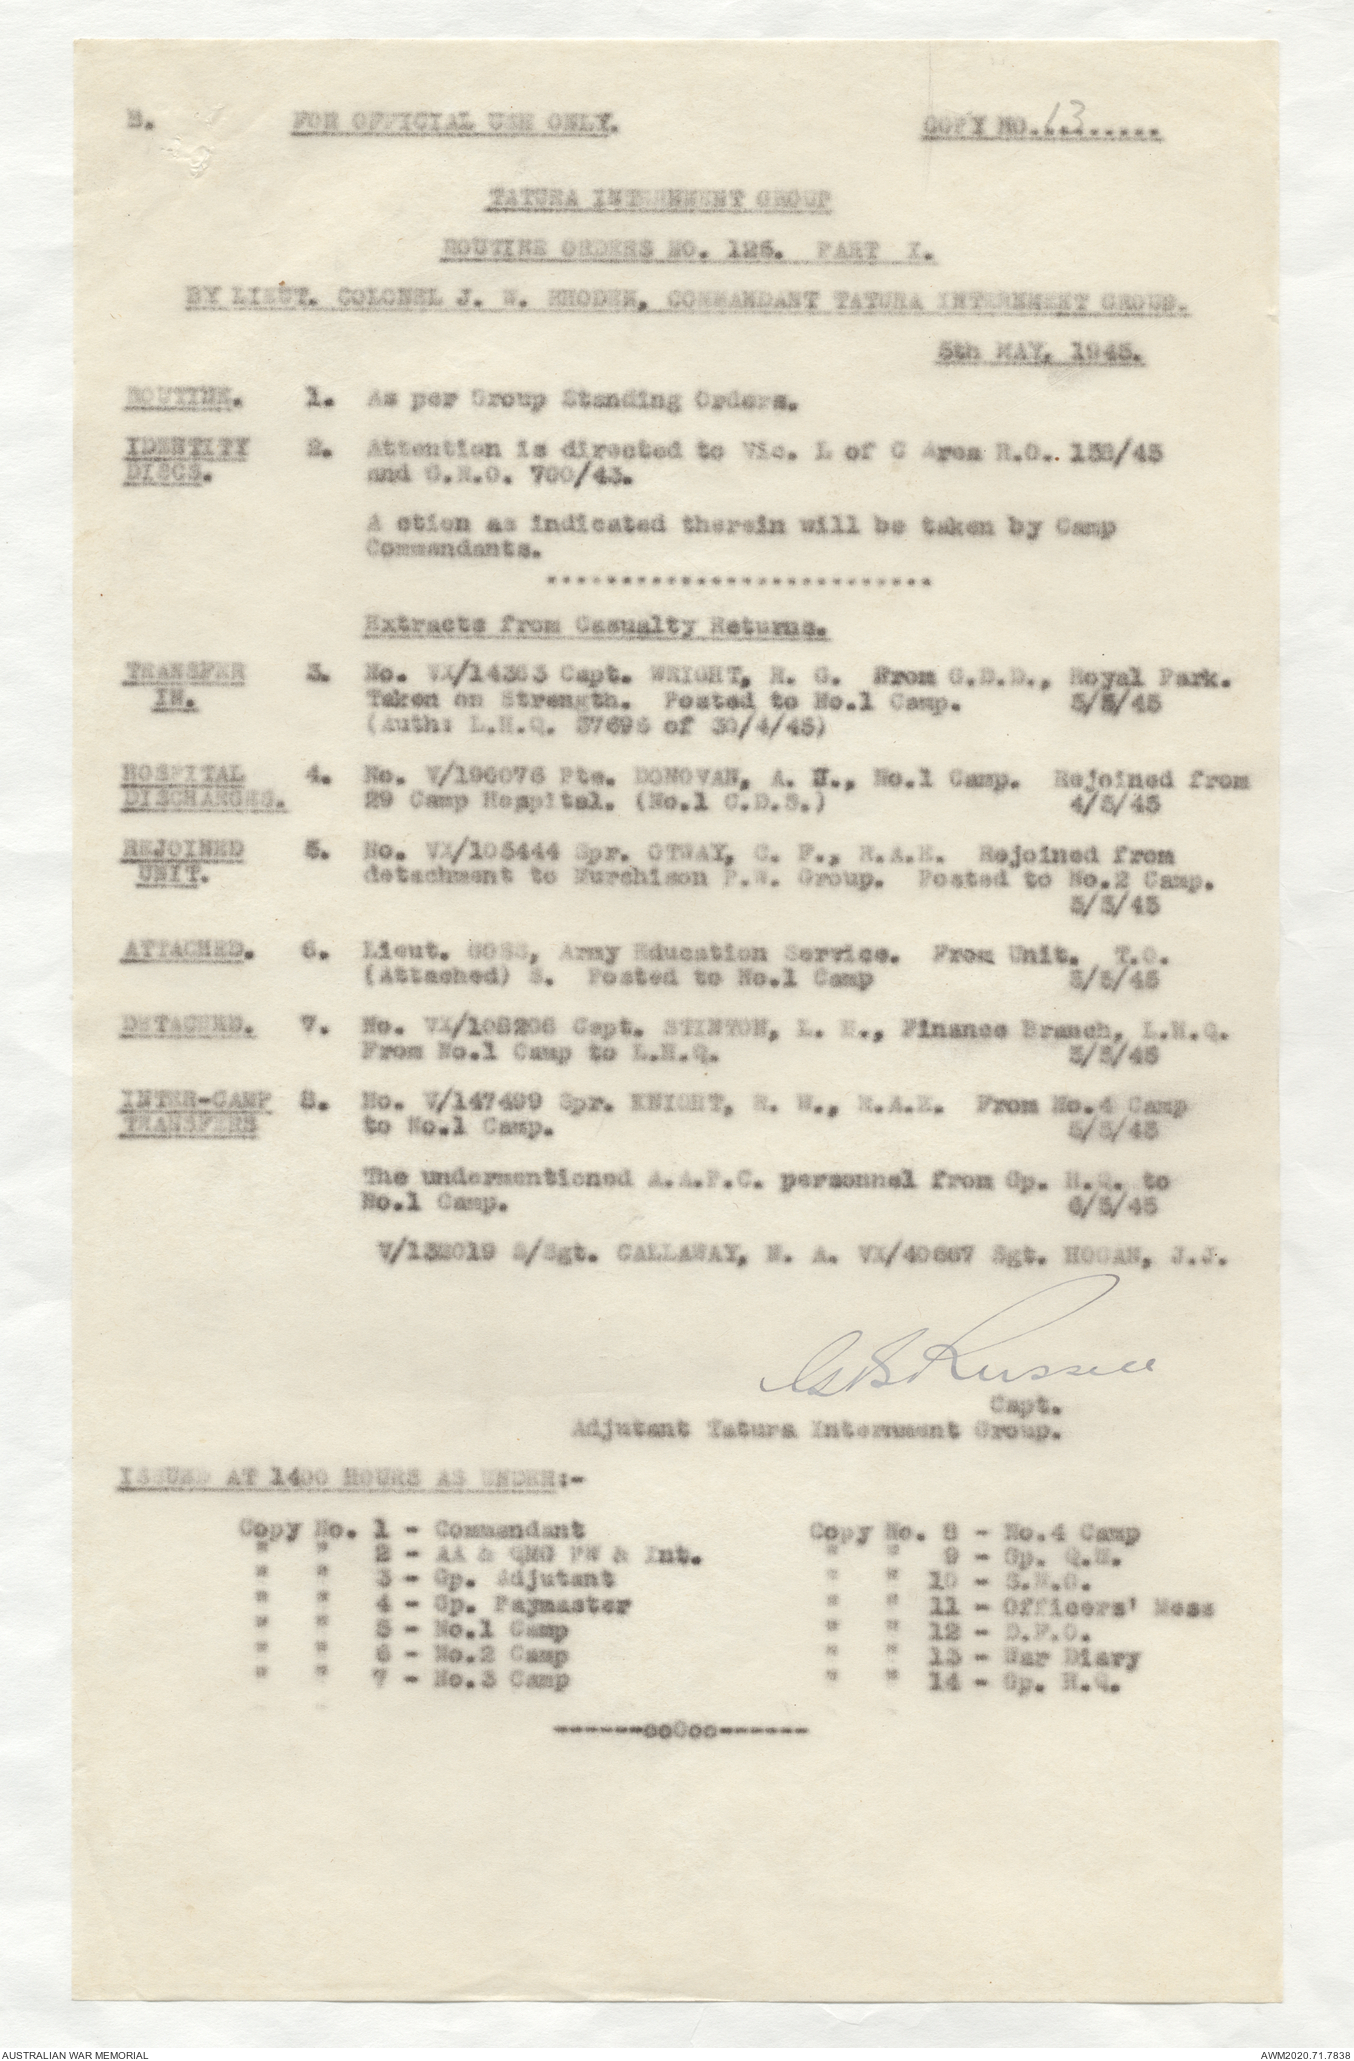 B. FOR OFFICIAL USE ONLY. COPY NO. 13
TATURA INTERNMENT GROUP
ROUTINE ORDERS NO. 125. PART I.
BY LIEUT. COLONEL J. W. RHODEN, COMMANDANT TATURA INTERNMENT GROUP.
5th MAY, 1945.
ROUTINE. 1. As per Group Standing Orders.
IDENTITY 2. Attention is directed to Vic. L of C Area R.O. 152/45
DISCS. and G.R.O. 700/43.
A ction as indicated therein will be taken by Camp
Commandants.
Extracts from Casualty Returns.
TRANSFER 3. No. VX/14363 Capt. WRIGHT, R. G. From G.D.D., Royal Park.
IN. Taken on Strength. Posted to No.1 Camp. 5/5/45
(Auth: L.H.Q. 37695 of 30/4/45)
HOSPITAL 4. No. V/196076 Pte. DONOVAN, A. , No.1 Camp. Rejoined from
DISCHARGES. 29 Camp Hospital. (No.1 C.D.S.) 4/5/45
REJOINED 5. No. VX/105444 Spr. OTWAY, C. F., R.A.E. Rejoined from
UNIT. detachment to Murchison P.W. Group. Posted to No.2 Camp.
5/5/45
ATTACHED. 6. Lieut. GOSS, Army Education Service. From Unit. T.O.
(Attached) S. Posted to No.1 Camp 5/5/45
DETACHED. 7. No. VX/108206 Capt. STINTON, L. H., Finance Branch, L.H.Q.
From No.1 Camp to L.H.Q. 5/5/45
INTER-CAMP 8. No. V/147499 Spr. KNIGHT, R. W., R.A.E. From No.4 Camp
TRANSFERS to No.1 Camp. 5/5/45
The undermentioned A.A.P.C. personnel from Gp. H.Q. to
No.1 Camp. 6/5/45
V/132019 S/Sgt. CALLAWAY, N. A. VX/40667 Sgt. HOGAN, J.J.
Russell
Capt.
Adjutant Tatura Internment Group.
ISSUED AT 1400 HOURS AS UNDER:-
Copy No. 1 - Commandant Copy No. 8 - No.4 Camp
" " 2 - AA & QMG PW & Int. " " 9 - Gp. Q.M.
" " 3 - Gp. Adjutant " " 10 - S.M.O.
" " 4 - Gp. Paymaster " " 11 - Officers' Mess
" " 5 - No.1 Camp " " 12 - D.F.O.
" " 6 - No.2 Camp " " 13 - War Diary
" " 7 - No.3 Camp " " 14 - Gp. H.Q.
------ooOoo------
AUSTRALIAN WAR MEMORIAL AWM2020.71.7838